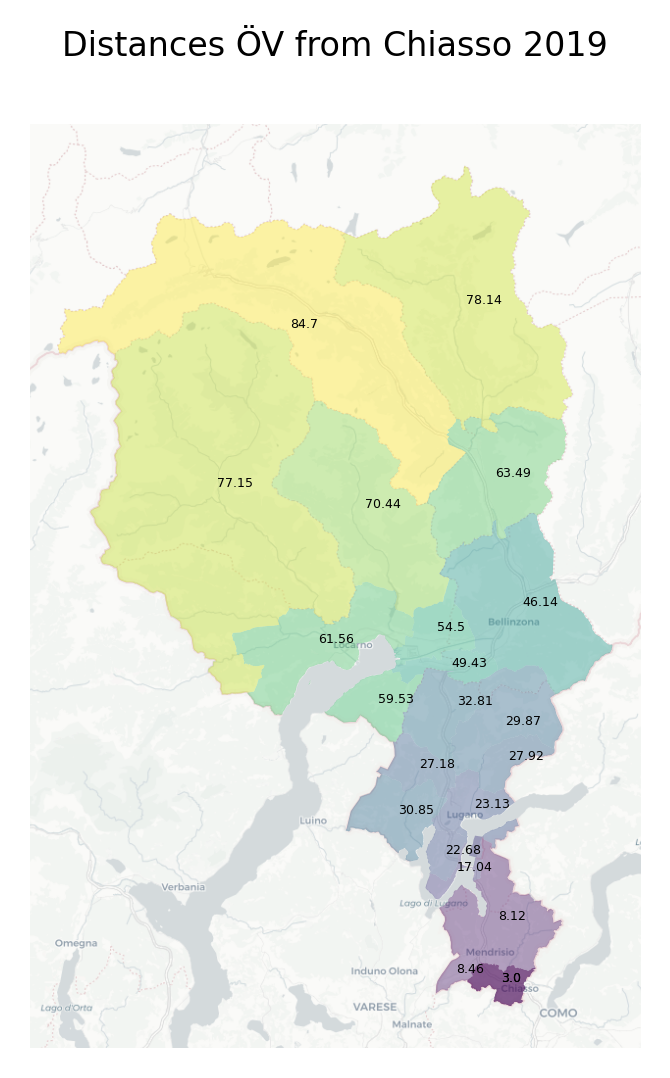 Distances ÖV from Chiasso 2019
78.14
84.7
63.49
77.15
70.44
46.14
Bellinzona
54.5
61.56
Locarno
49.43
59.53
32.81
29.87
27.92
27.18
23.13
30.85
Lugano
Luino
22.68
17.04
Verbania
Lago di Lugano
8.12
Omegna
Mendrisio
8.46
Induno Olona
3.0
Chiasso
Lago d'Orta
VARESE
COMO
Malnate